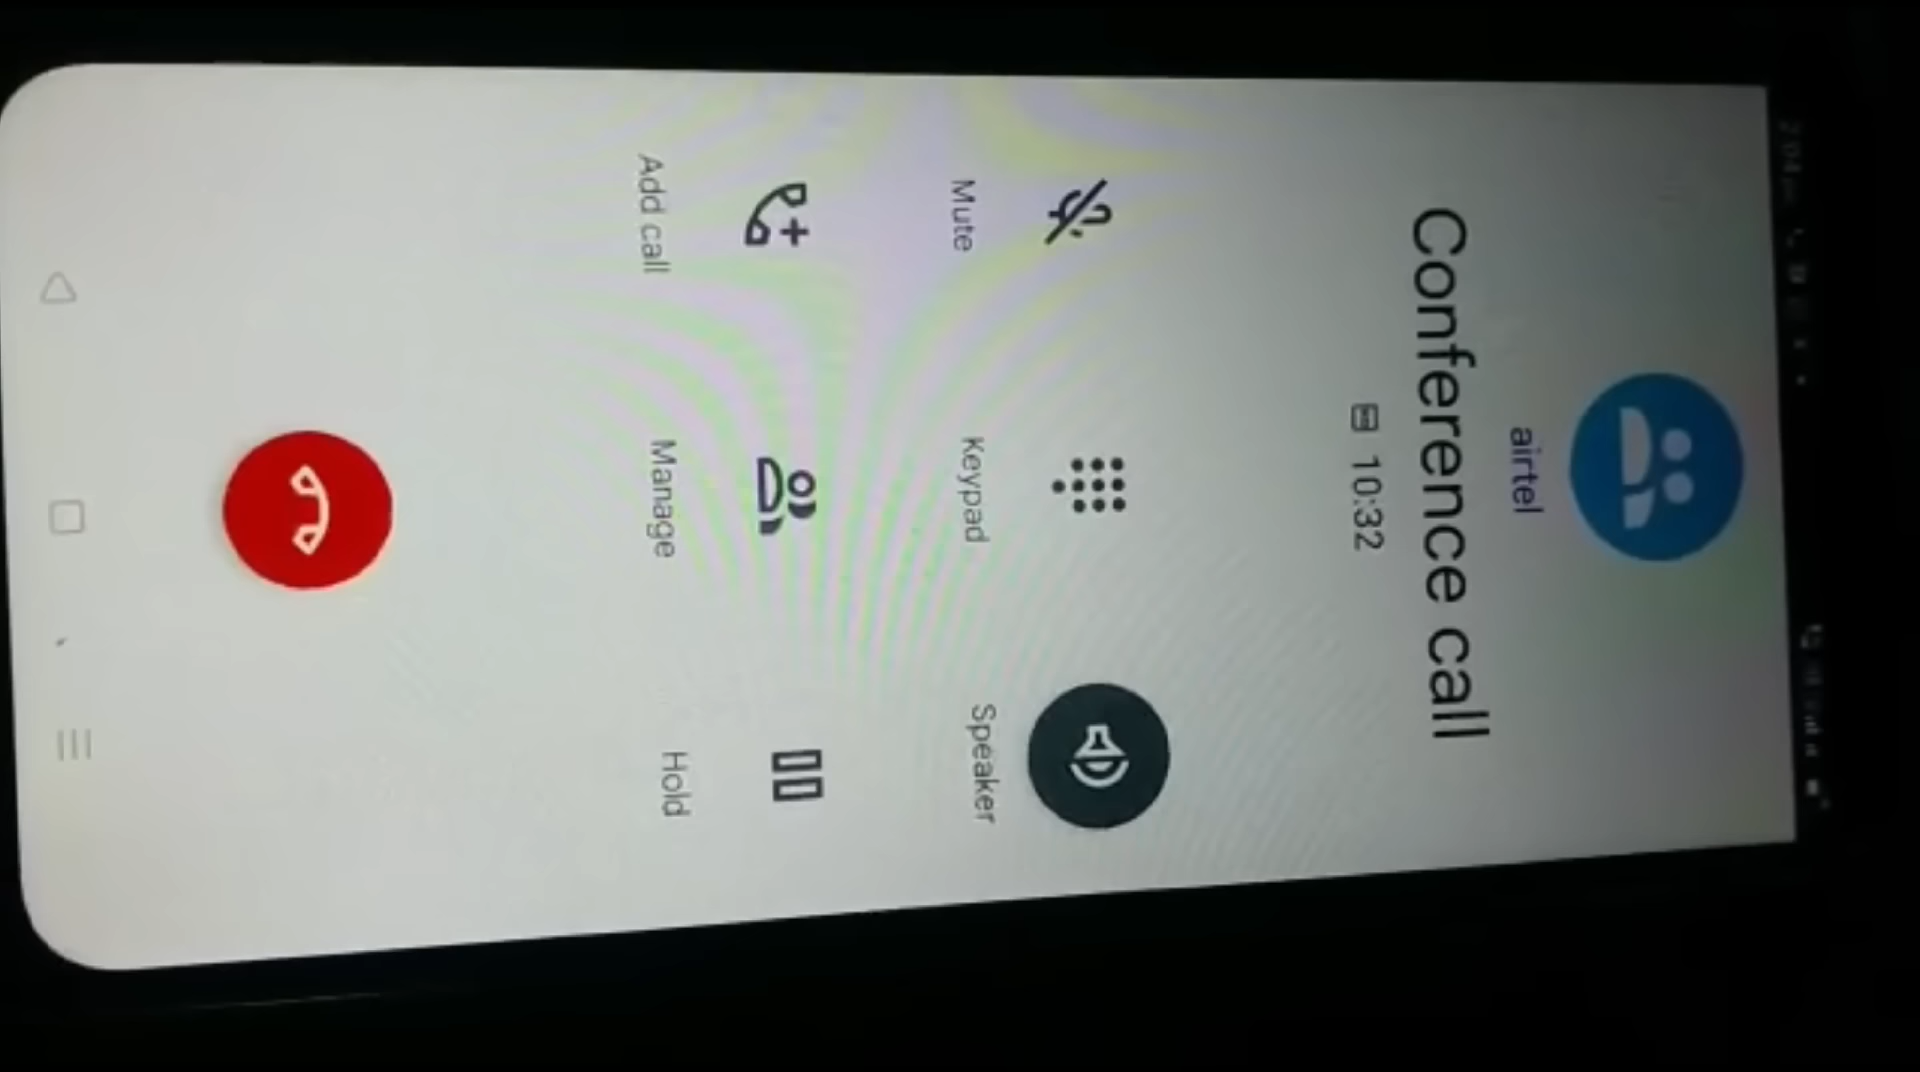 airtel
Conference call
10:32
Mute
Keypad
Speaker
Add call
Manage
Hold